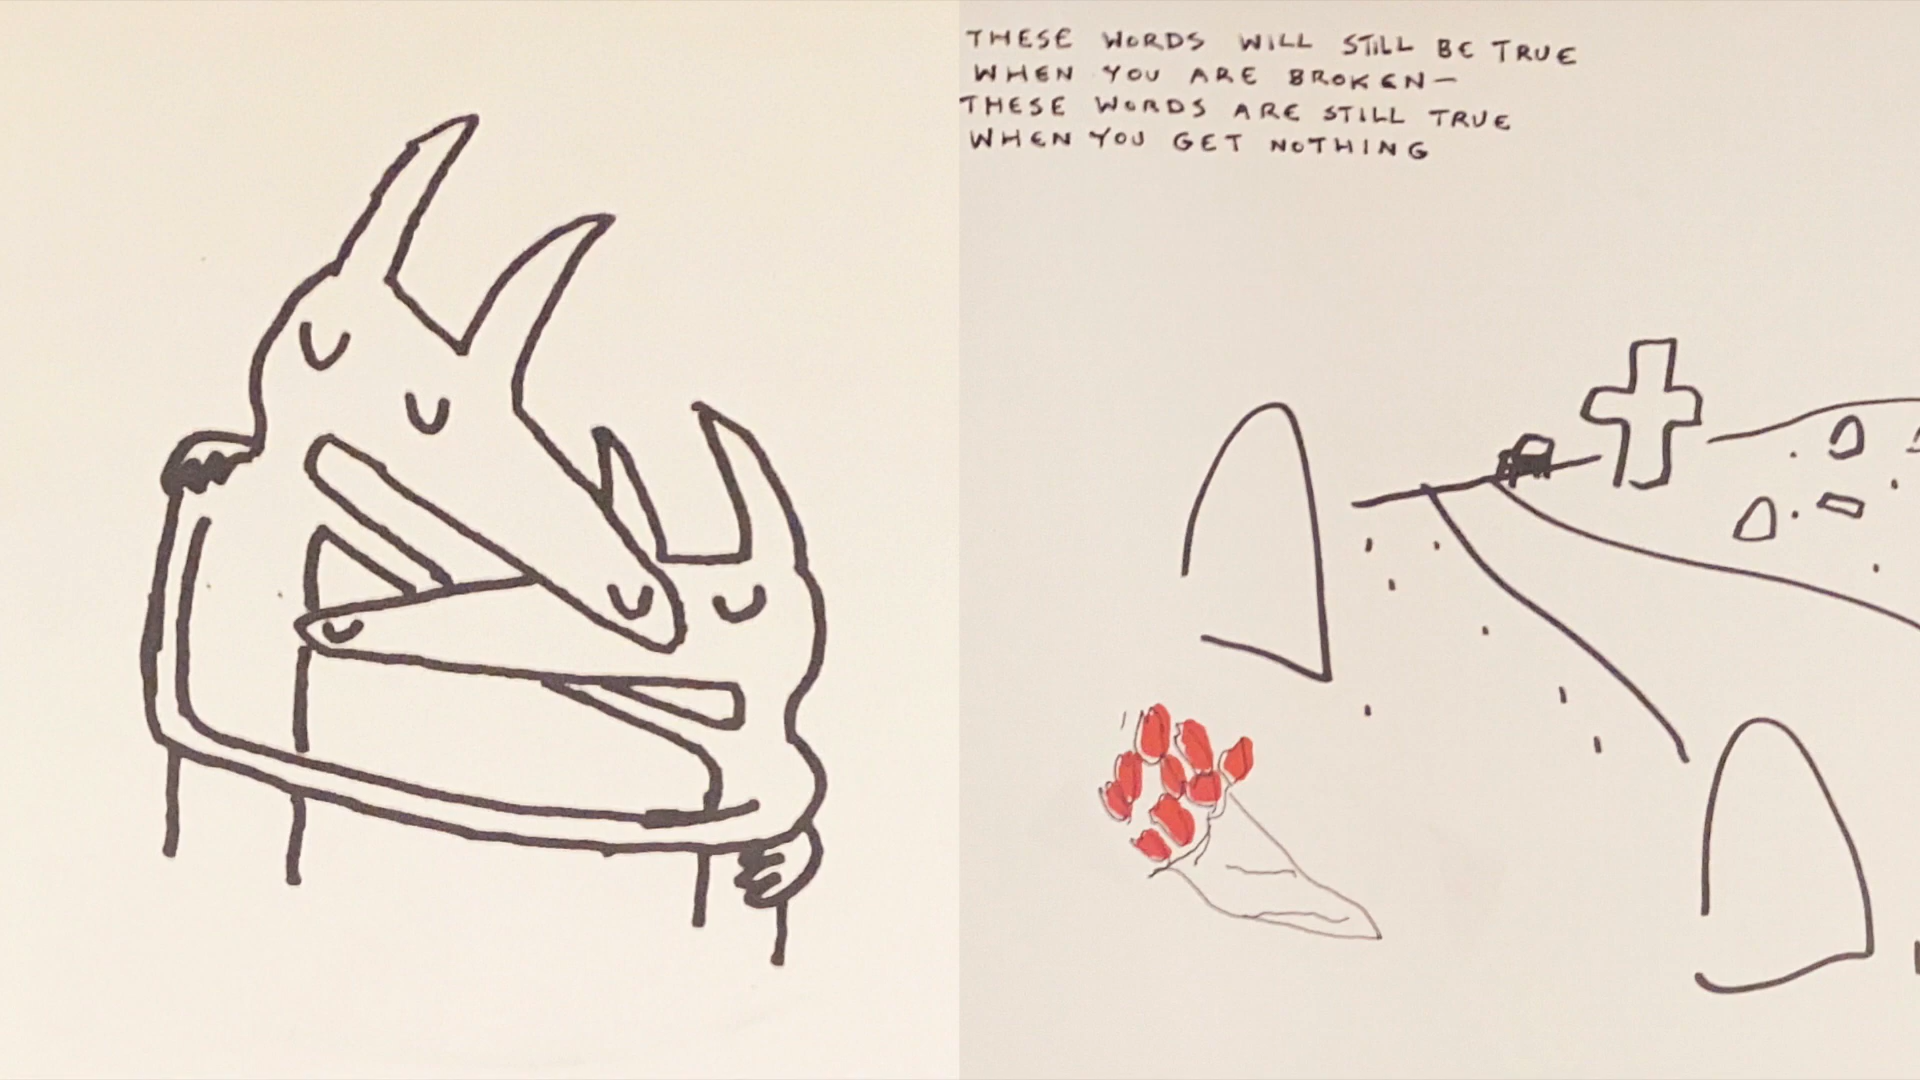 THESE WORDS WILL STILL BE TRUE
WHEN YOU ARE BROKEN—
THESE WORDS ARE STILL TRUE
WHEN YOU GET NOTHING